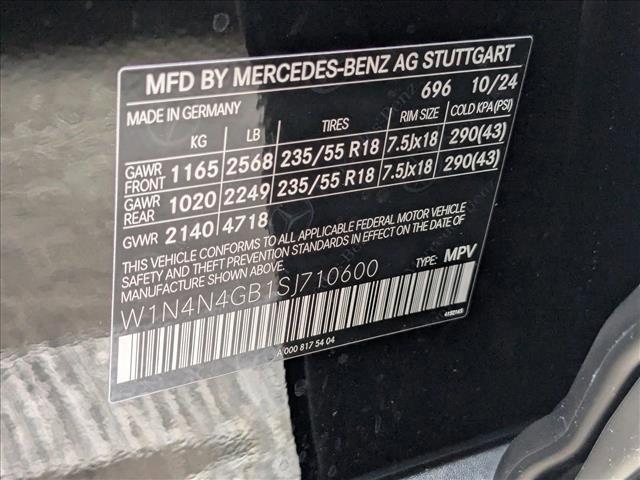 MFD BY MERCEDES-BENZ AG STUTTGART
MADE IN GERMANY 696 10/24
KG LB TIRES RIM SIZE COLD KPA(PSI)
GAWR FRONT 1165 2568 235/55 R18 7.5Jx18 290(43)
GAWR REAR 1020 2249 235/55 R18 7.5Jx18 290(43)
GVWR 2140 4718
THIS VEHICLE CONFORMS TO ALL APPLICABLE FEDERAL MOTOR VEHICLE
SAFETY AND THEFT PREVENTION STANDARDS IN EFFECT ON THE DATE OF
MANUFACTURE SHOWN ABOVE.
W1N4N4GB1SJ710600 TYPE: MPV
A 000 817 54 04